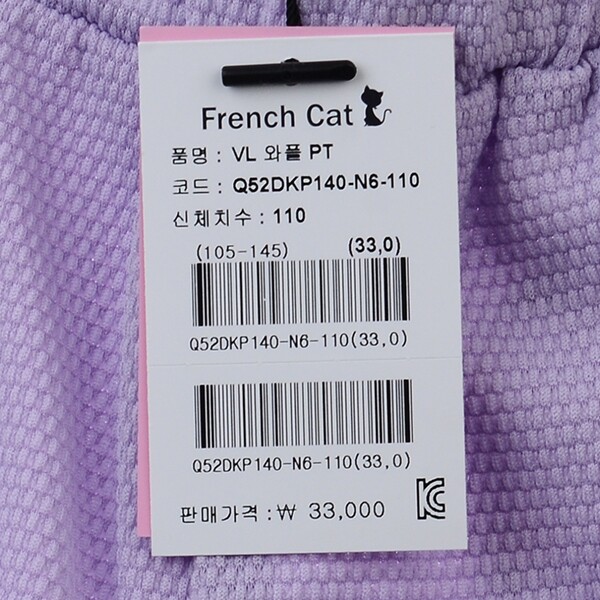 French Cat
품명 : VL 와플 PT
코드 : Q52DKP140-N6-110
신체치수 : 110
(105-145) (33,0)
Q52DKP140-N6-110(33,0)
Q52DKP140-N6-110(33,0)
판매가격 :₩ 33,000